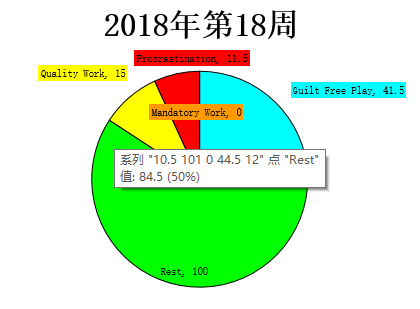 2018年第18周
Procrastination, 11.5
Quality Work, 15
Guilt Free Play, 41.5
Mandatory Work, 0
系列 "10.5 101 0 44.5 12" 点 "Rest"
值: 84.5 (50%)
Rest, 100